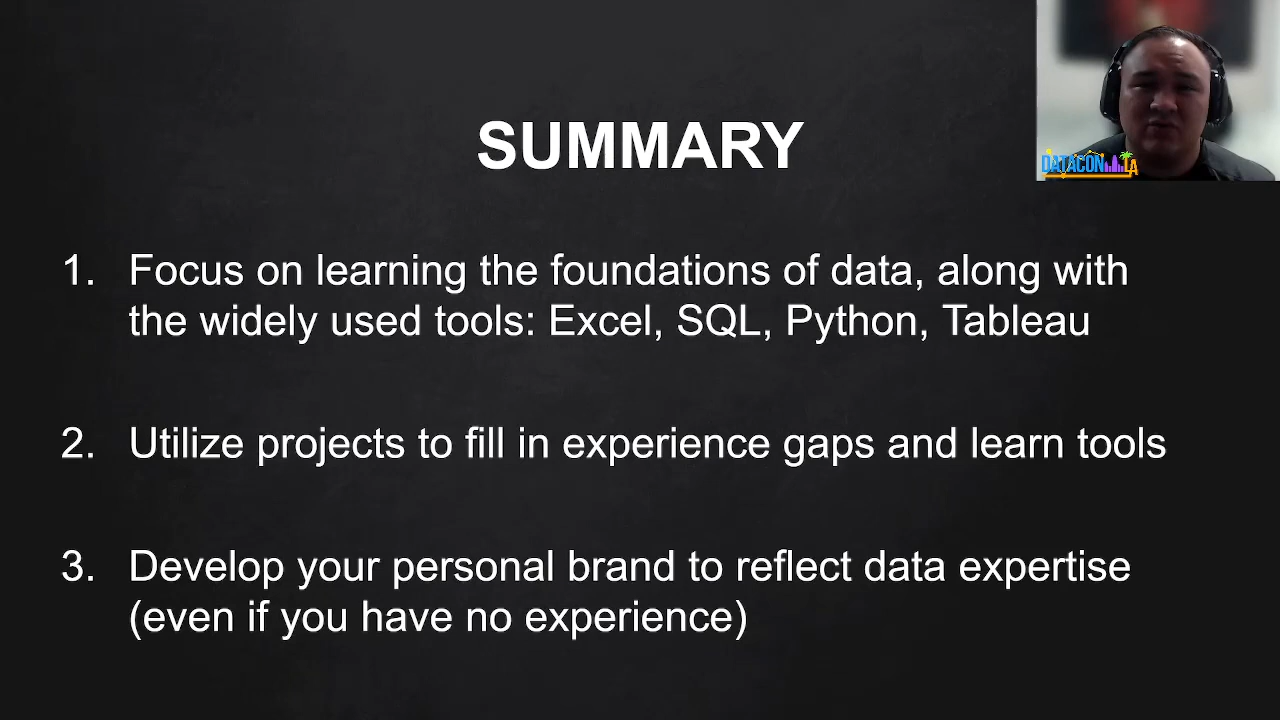 SUMMARY
DATACON LA
1. Focus on learning the foundations of data, along with
the widely used tools: Excel, SQL, Python, Tableau
2. Utilize projects to fill in experience gaps and learn tools
3. Develop your personal brand to reflect data expertise
(even if you have no experience)